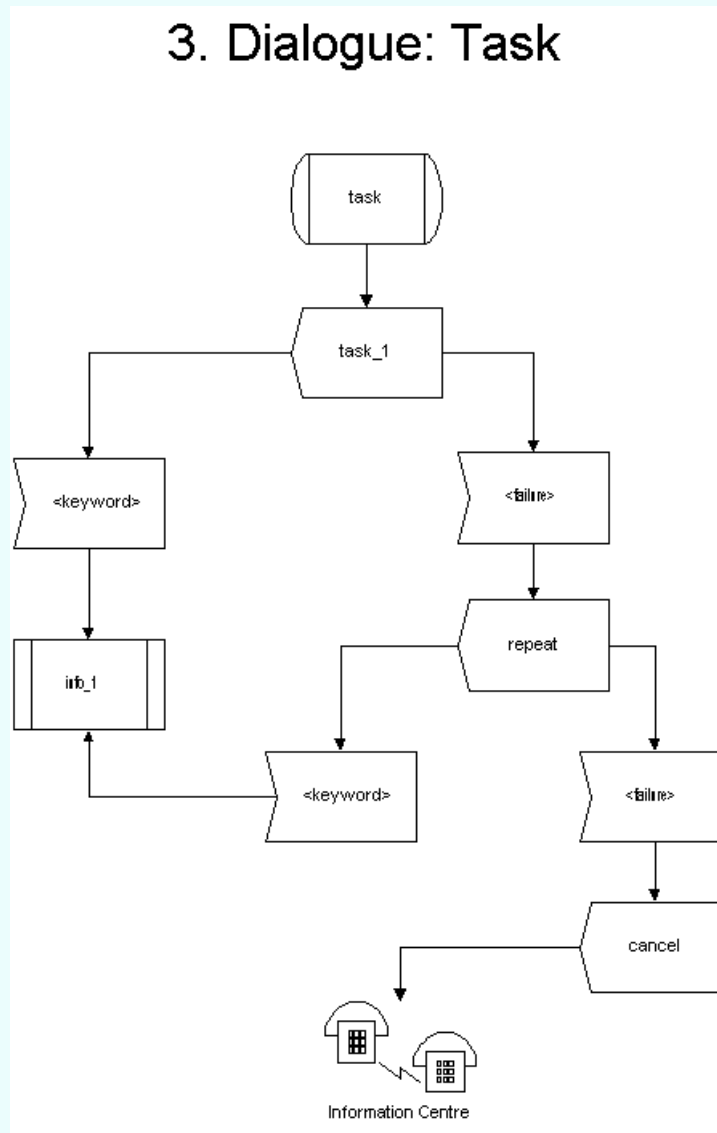 3. Dialogue: Task
task
task_1
<keyword>
<failure>
repeat
info_1
<keyword>
<failure>
cancel
Information Centre